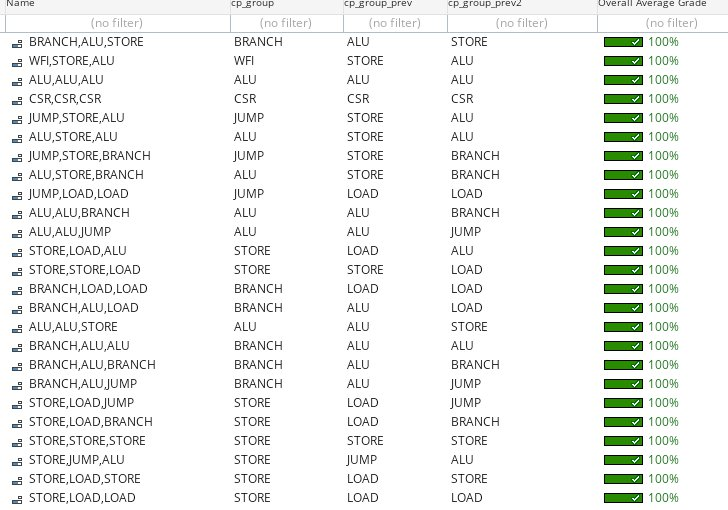 Name cp_group cp_group_prev cp_group_prev2 Overall Average Grade
(no filter) (no filter) (no filter) (no filter) (no filter)
BRANCH,ALU,STORE BRANCH ALU STORE 100%
WFI,STORE,ALU WFI STORE ALU 100%
ALU,ALU,ALU ALU ALU ALU 100%
CSR,CSR,CSR CSR CSR CSR 100%
JUMP,STORE,ALU JUMP STORE ALU 100%
ALU,STORE,ALU ALU STORE ALU 100%
JUMP,STORE,BRANCH JUMP STORE BRANCH 100%
ALU,STORE,BRANCH ALU STORE BRANCH 100%
JUMP,LOAD,LOAD JUMP LOAD LOAD 100%
ALU,ALU,BRANCH ALU ALU BRANCH 100%
ALU,ALU,JUMP ALU ALU JUMP 100%
STORE,LOAD,ALU STORE LOAD ALU 100%
STORE,STORE,LOAD STORE STORE LOAD 100%
BRANCH,LOAD,LOAD BRANCH LOAD LOAD 100%
BRANCH,ALU,LOAD BRANCH ALU LOAD 100%
ALU,ALU,STORE ALU ALU STORE 100%
BRANCH,ALU,ALU BRANCH ALU ALU 100%
BRANCH,ALU,BRANCH BRANCH ALU BRANCH 100%
BRANCH,ALU,JUMP BRANCH ALU JUMP 100%
STORE,LOAD,JUMP STORE LOAD JUMP 100%
STORE,LOAD,BRANCH STORE LOAD BRANCH 100%
STORE,STORE,STORE STORE STORE STORE 100%
STORE,JUMP,ALU STORE JUMP ALU 100%
STORE,LOAD,STORE STORE LOAD STORE 100%
STORE,LOAD,LOAD STORE LOAD LOAD 100%